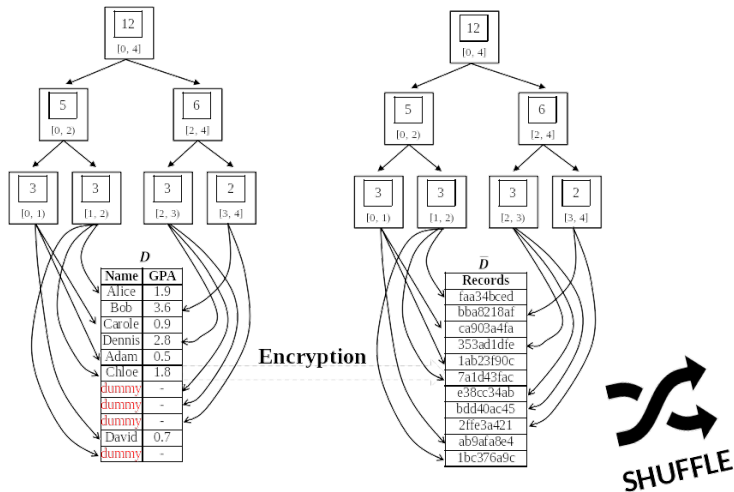 12
[0, 4]
5
[0, 2)
6
[2, 4]
3
[0, 1)
3
[1, 2)
3
[2, 3)
2
[3, 4]
D
Name GPA
Alice 1.9
Bob 3.6
Carole 0.9
Dennis 2.8
Adam 0.5
Chloe 1.8
dummy -
dummy -
dummy -
David 0.7
dummy -
Encryption
12
[0, 4]
5
[0, 2)
6
[2, 4]
3
[0, 1)
3
[1, 2)
3
[2, 3)
2
[3, 4]
D̅
Records
faa34bced
bba8218af
ca903a4fa
353ad1dfe
1ab23f90c
7a1d43fac
e38cc34ab
bdd40ac45
2ffe3a421
ab9afa8e4
1bc376a9c
SHUFFLE